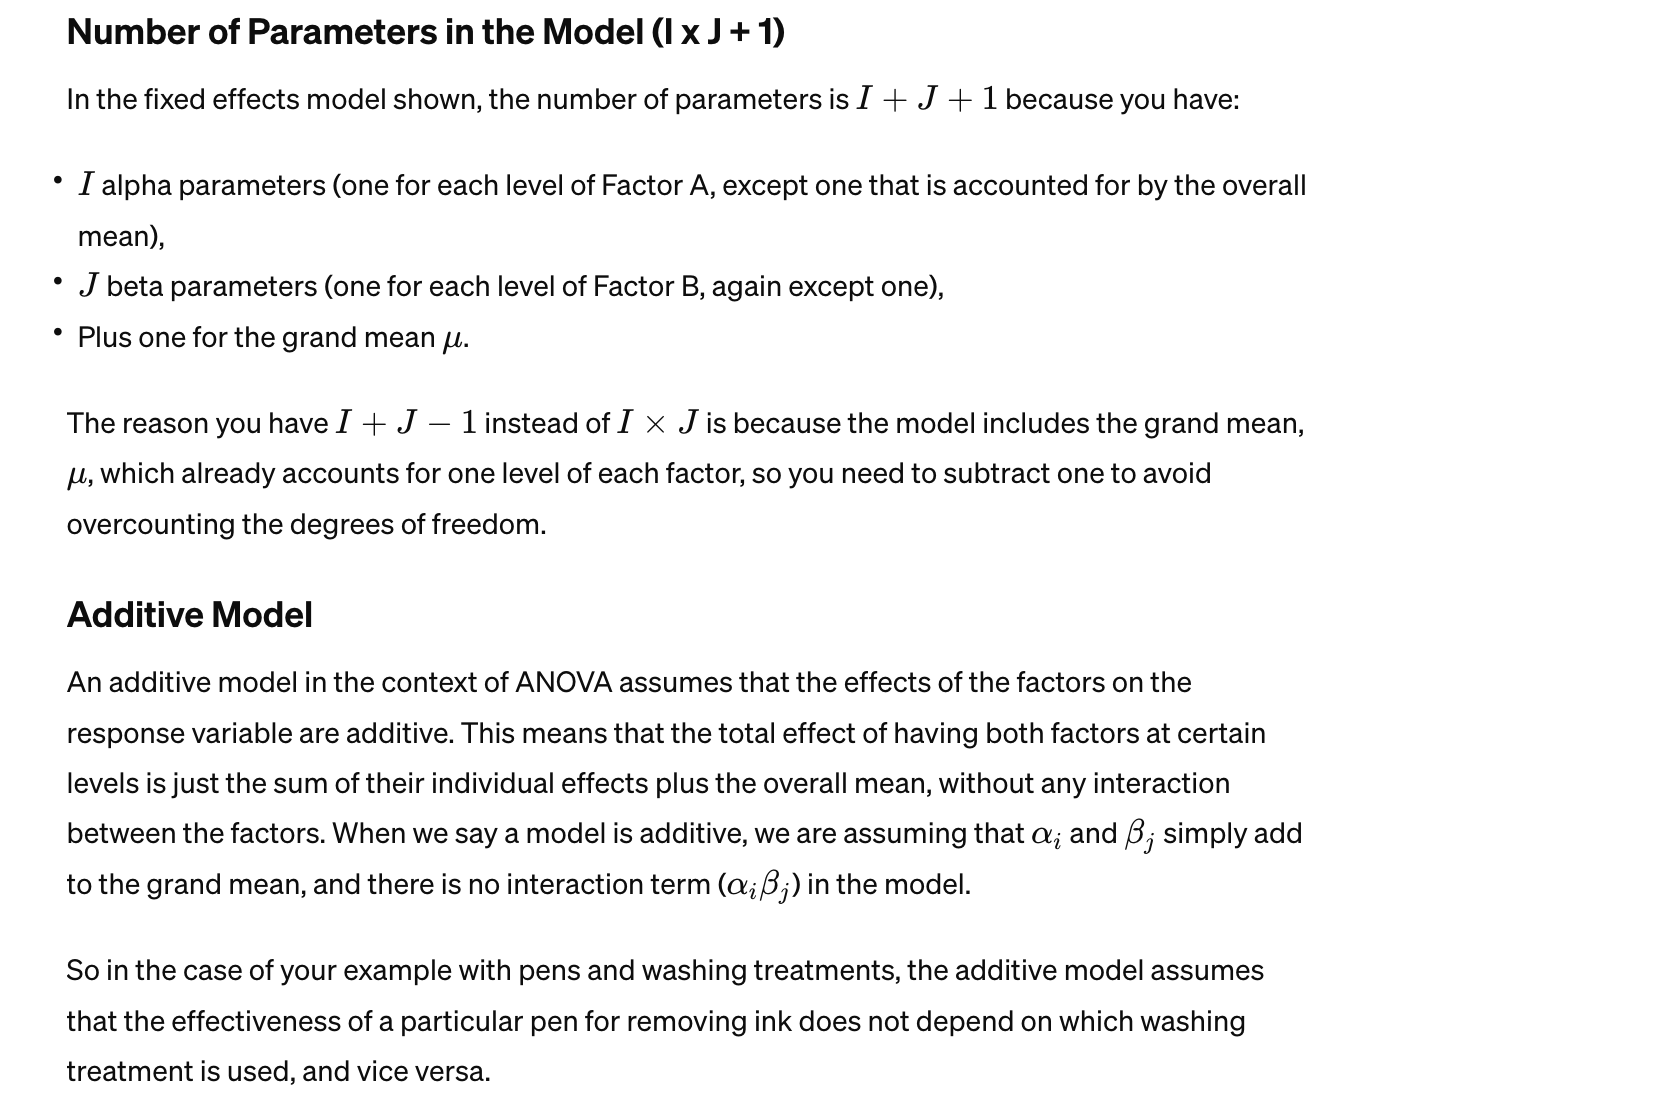 Number of Parameters in the Model (I x J + 1)
In the fixed effects model shown, the number of parameters is I + J + 1 because you have:
• I alpha parameters (one for each level of Factor A, except one that is accounted for by the overall
mean),
• J beta parameters (one for each level of Factor B, again except one),
• Plus one for the grand mean μ.
The reason you have I + J − 1 instead of I × J is because the model includes the grand mean,
μ, which already accounts for one level of each factor, so you need to subtract one to avoid
overcounting the degrees of freedom.
Additive Model
An additive model in the context of ANOVA assumes that the effects of the factors on the
response variable are additive. This means that the total effect of having both factors at certain
levels is just the sum of their individual effects plus the overall mean, without any interaction
between the factors. When we say a model is additive, we are assuming that αᵢ and βⱼ simply add
to the grand mean, and there is no interaction term (αᵢβⱼ) in the model.
So in the case of your example with pens and washing treatments, the additive model assumes
that the effectiveness of a particular pen for removing ink does not depend on which washing
treatment is used, and vice versa.